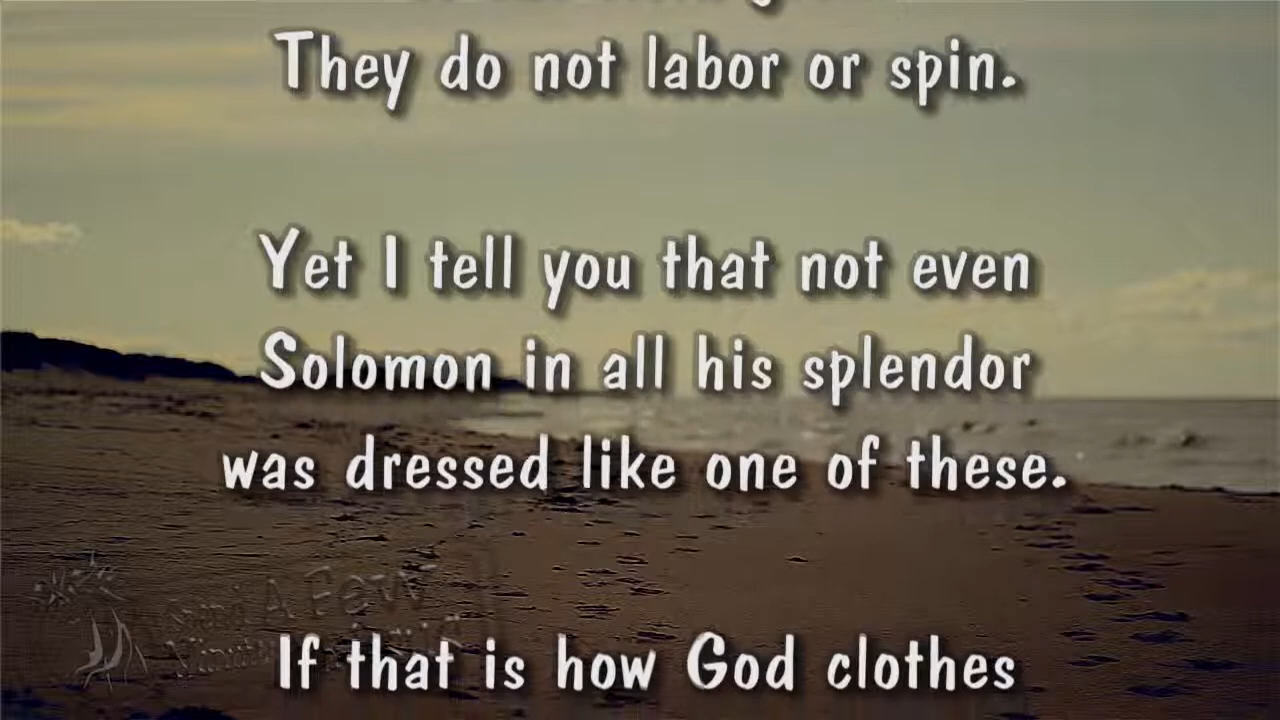 They do not labor or spin.
Yet I tell you that not even
Solomon in all his splendor
was dressed like one of these.
A Few
If that is how God clothes